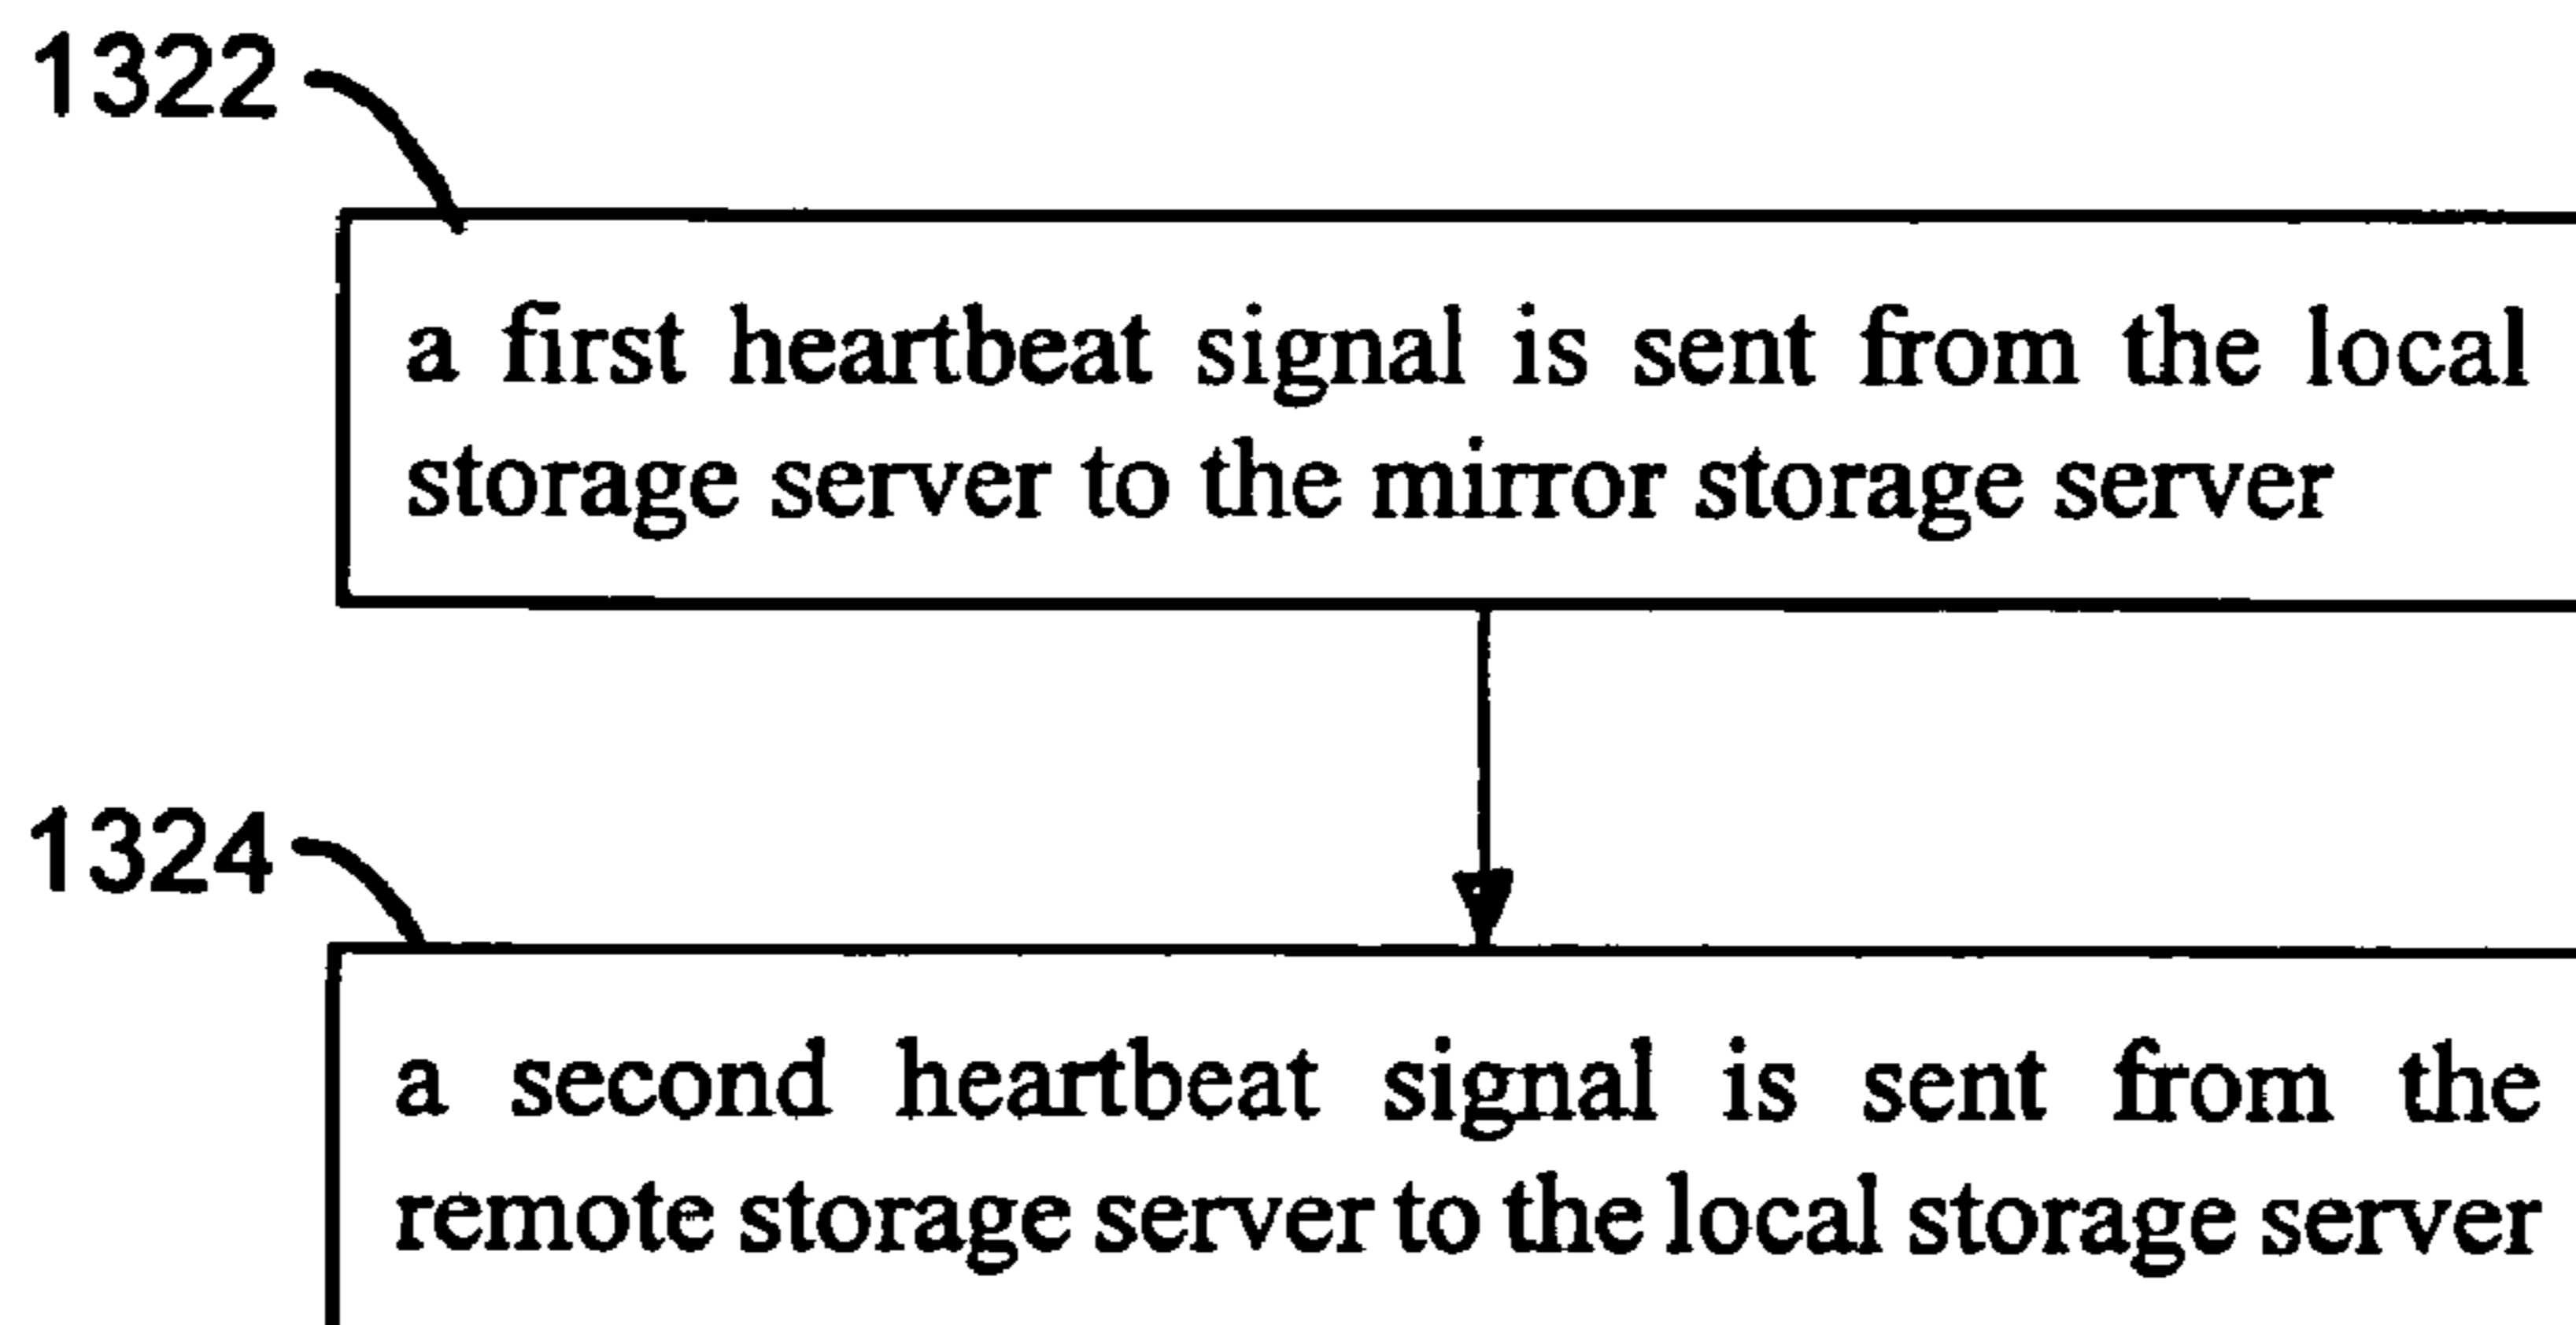 1322
a first heartbeat signal is sent from the local
storage server to the mirror storage server
1324
a second heartbeat signal is sent from the
remote storage server to the local storage server